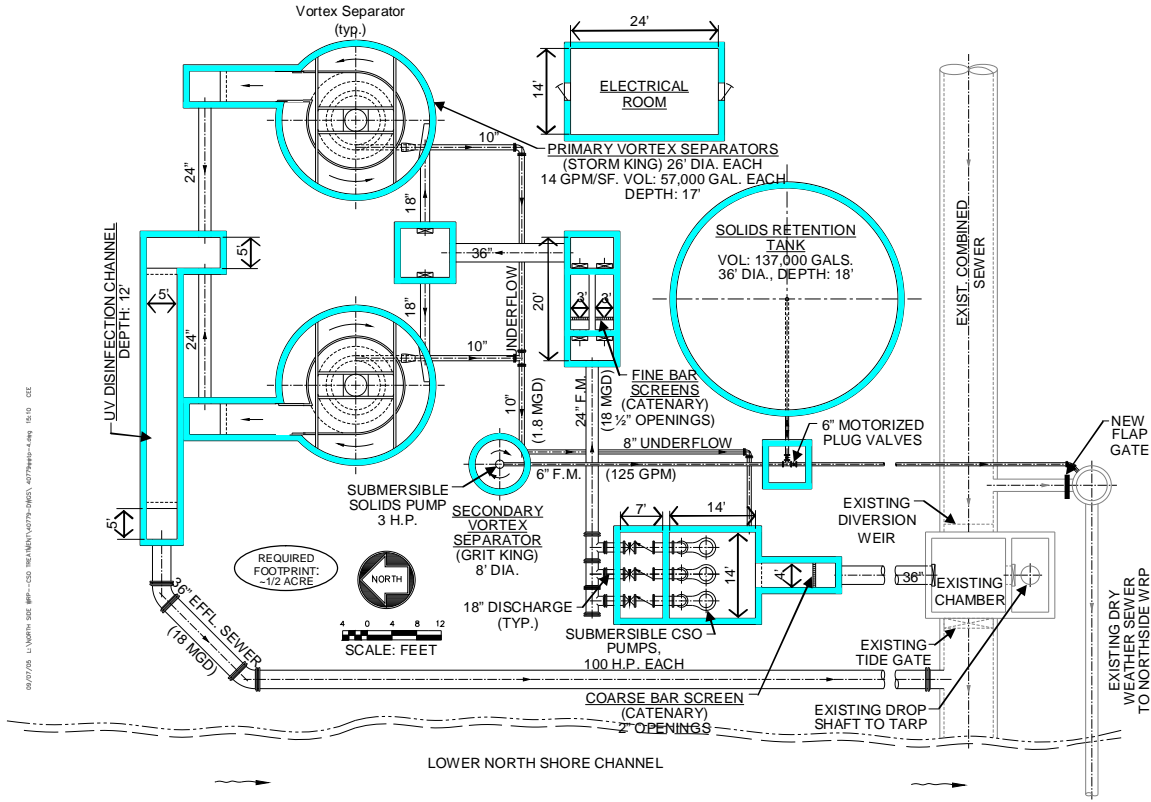 Vortex Separator
(typ.)
24'
14'
ELECTRICAL
ROOM
10"
PRIMARY VORTEX SEPARATORS
(STORM KING) 26' DIA. EACH
14 GPM/SF. VOL: 57,000 GAL. EACH
DEPTH: 17'
24"
18"
SOLIDS RETENTION
TANK
VOL: 137,000 GALS.
36' DIA., DEPTH: 18'
EXIST. COMBINED
SEWER
UV DISINFECTION CHANNEL
DEPTH: 12'
5'
5'
36"
20'
3'
3'
UNDERFLOW
24"
18"
10"
10"
(1.8 MGD)
24" F.M.
(18 MGD)
FINE BAR
SCREENS
(CATENARY)
½" OPENINGS)
8" UNDERFLOW
6" F.M.
(125 GPM)
6" MOTORIZED
PLUG VALVES
NEW
FLAP
GATE
SUBMERSIBLE
SOLIDS PUMP
3 H.P.
SECONDARY
VORTEX
SEPARATOR
(GRIT KING)
8' DIA.
5'
7'
14'
14'
4'
EXISTING
DIVERSION
WEIR
36"
EXISTING
CHAMBER
REQUIRED
FOOTPRINT:
~1/2 ACRE
NORTH
4 0 4 8 12
SCALE: FEET
18" DISCHARGE
(TYP.)
SUBMERSIBLE CSO
PUMPS,
100 H.P. EACH
EXISTING
TIDE GATE
COARSE BAR SCREEN
(CATENARY)
2" OPENINGS
EXISTING DROP
SHAFT TO TARP
EXISTING DRY
WEATHER SEWER
TO NORTHSIDE WRP
36" EFFL. SEWER
(18 MGD)
LOWER NORTH SHORE CHANNEL